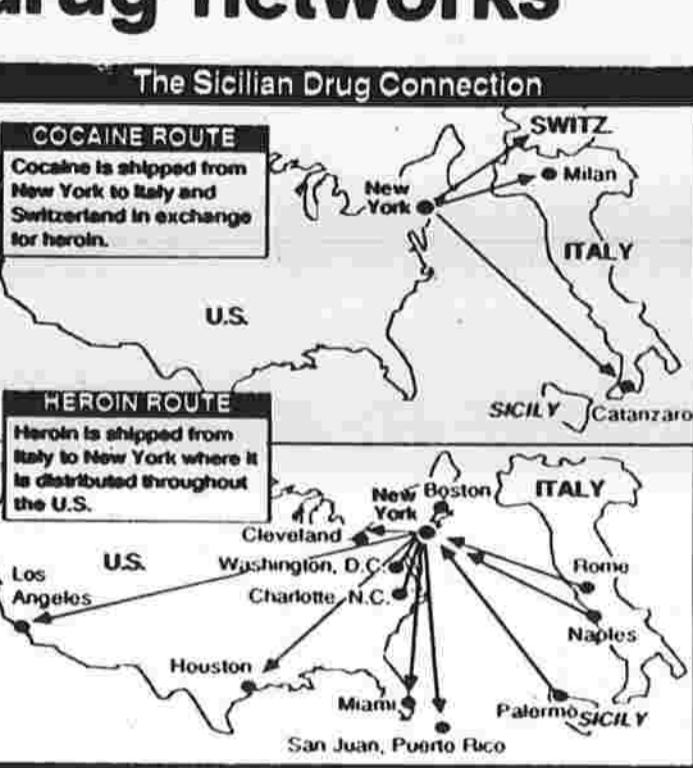 drug networks
The Sicilian Drug Connection
COCAINE ROUTE
Cocaine is shipped from
New York to Italy and
Switzerland in exchange
for heroin.
SWITZ.
New
York
Milan
ITALY
U.S.
SICILY
Catanzaro
HEROIN ROUTE
Heroin is shipped from
Italy to New York where it
is distributed throughout
the U.S.
New
York
Boston
ITALY
Cleveland
U.S.
Washington, D.C.
Los
Angeles
Charlotte, N.C.
Rome
Naples
Houston
Miami
Palermo
SICILY
San Juan, Puerto Rico